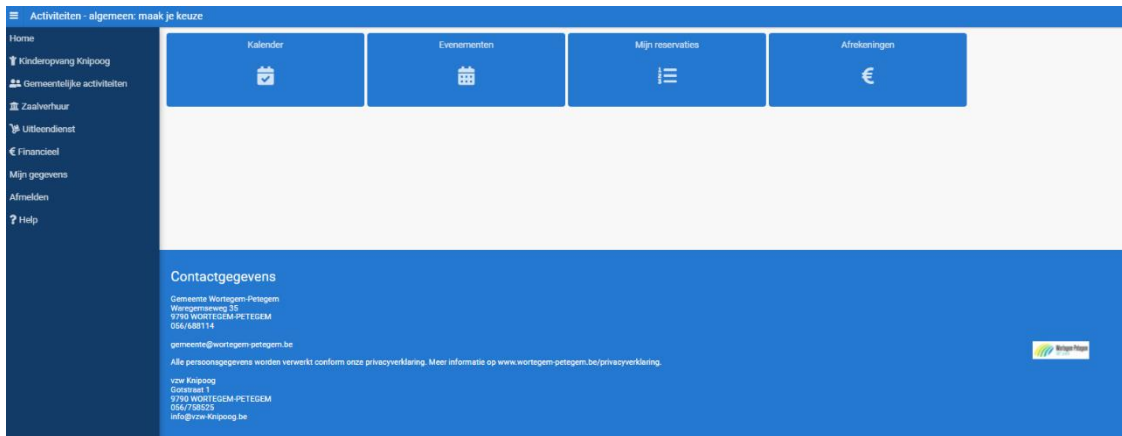 Activiteiten - algemeen: maak je keuze
Home
Kinderopvang Knipoog
Gemeentelijke activiteiten
Zaalverhuur
Uitleendienst
€ Financieel
Mijn gegevens
Afmelden
? Help
Kalender
Evenementen
Mijn reservaties
Afrekeningen
€
Contactgegevens
Gemeente Wortegem-Petegem
Waregemseweg 35
9790 WORTEGEM-PETEGEM
056/688114
gemeente@wortegem-petegem.be
Alle persoonsgegevens worden verwerkt conform onze privacyverklaring. Meer informatie op www.wortegem-petegem.be/privacyverklaring.
vzw Knipoog
Gotstraat 1
9790 WORTEGEM-PETEGEM
056/758525
info@vzw-Knipoog.be
Wortegem-Petegem